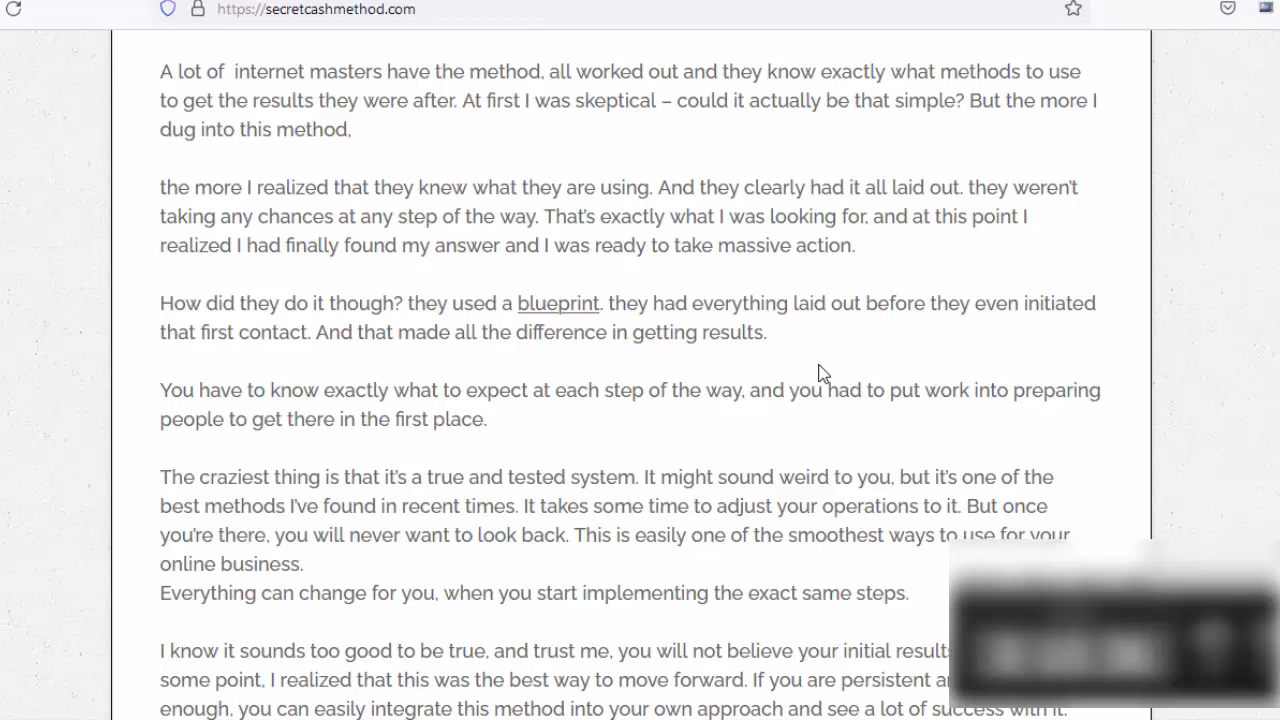 https://secretcashmethod.com
A lot of  internet masters have the method, all worked out and they know exactly what methods to use
to get the results they were after. At first I was skeptical – could it actually be that simple? But the more I
dug into this method,
the more I realized that they knew what they are using. And they clearly had it all laid out. they weren't
taking any chances at any step of the way. That's exactly what I was looking for, and at this point I
realized I had finally found my answer and I was ready to take massive action.
How did they do it though? they used a blueprint. they had everything laid out before they even initiated
that first contact. And that made all the difference in getting results.
You have to know exactly what to expect at each step of the way, and you had to put work into preparing
people to get there in the first place.
The craziest thing is that it's a true and tested system. It might sound weird to you, but it's one of the
best methods I've found in recent times. It takes some time to adjust your operations to it. But once
you're there, you will never want to look back. This is easily one of the smoothest ways to use for your
online business.
Everything can change for you, when you start implementing the exact same steps.
I know it sounds too good to be true, and trust me, you will not believe your initial results
some point, I realized that this was the best way to move forward. If you are persistent
enough, you can easily integrate this method into your own approach and see a lot of success with it.